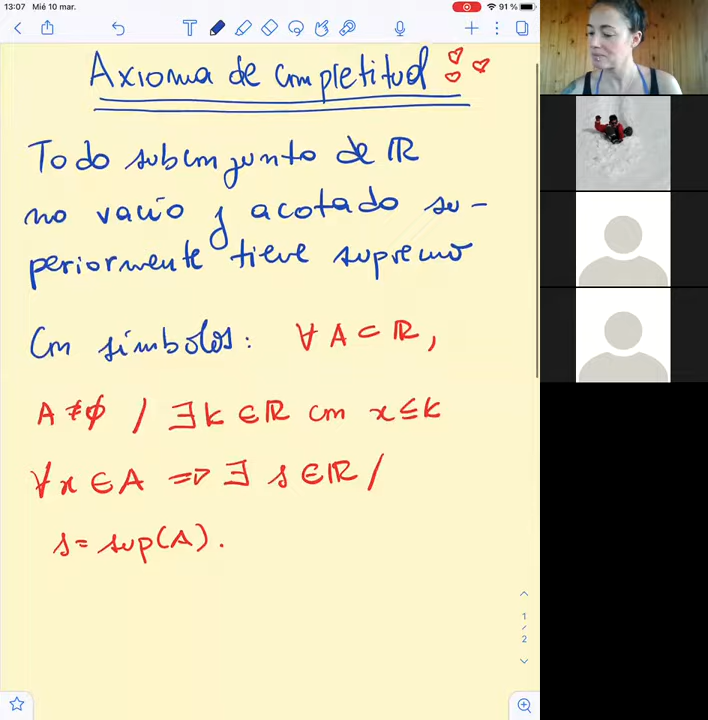 13:07 Mié 10 mar.
91 %
Axioma de completitud
Todo subconjunto de ℝ
no vacío y acotado su-
periormente tiene supremo
Con símbolos: ∀ A ⊂ ℝ,
A ≠ ∅ / ∃ k ∈ ℝ con x ≤ k
∀x ∈ A ⇒ ∃ s ∈ ℝ /
s = sup(A).
1
/
2